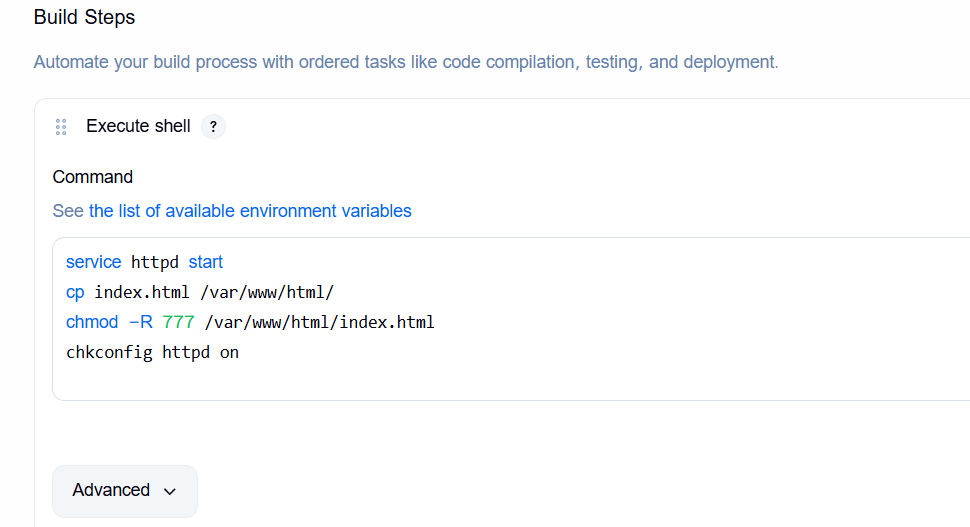 Build Steps
Automate your build process with ordered tasks like code compilation, testing, and deployment.
Execute shell ?
Command
See the list of available environment variables
service httpd start
cp index.html /var/www/html/
chmod -R 777 /var/www/html/index.html
chkconfig httpd on
Advanced